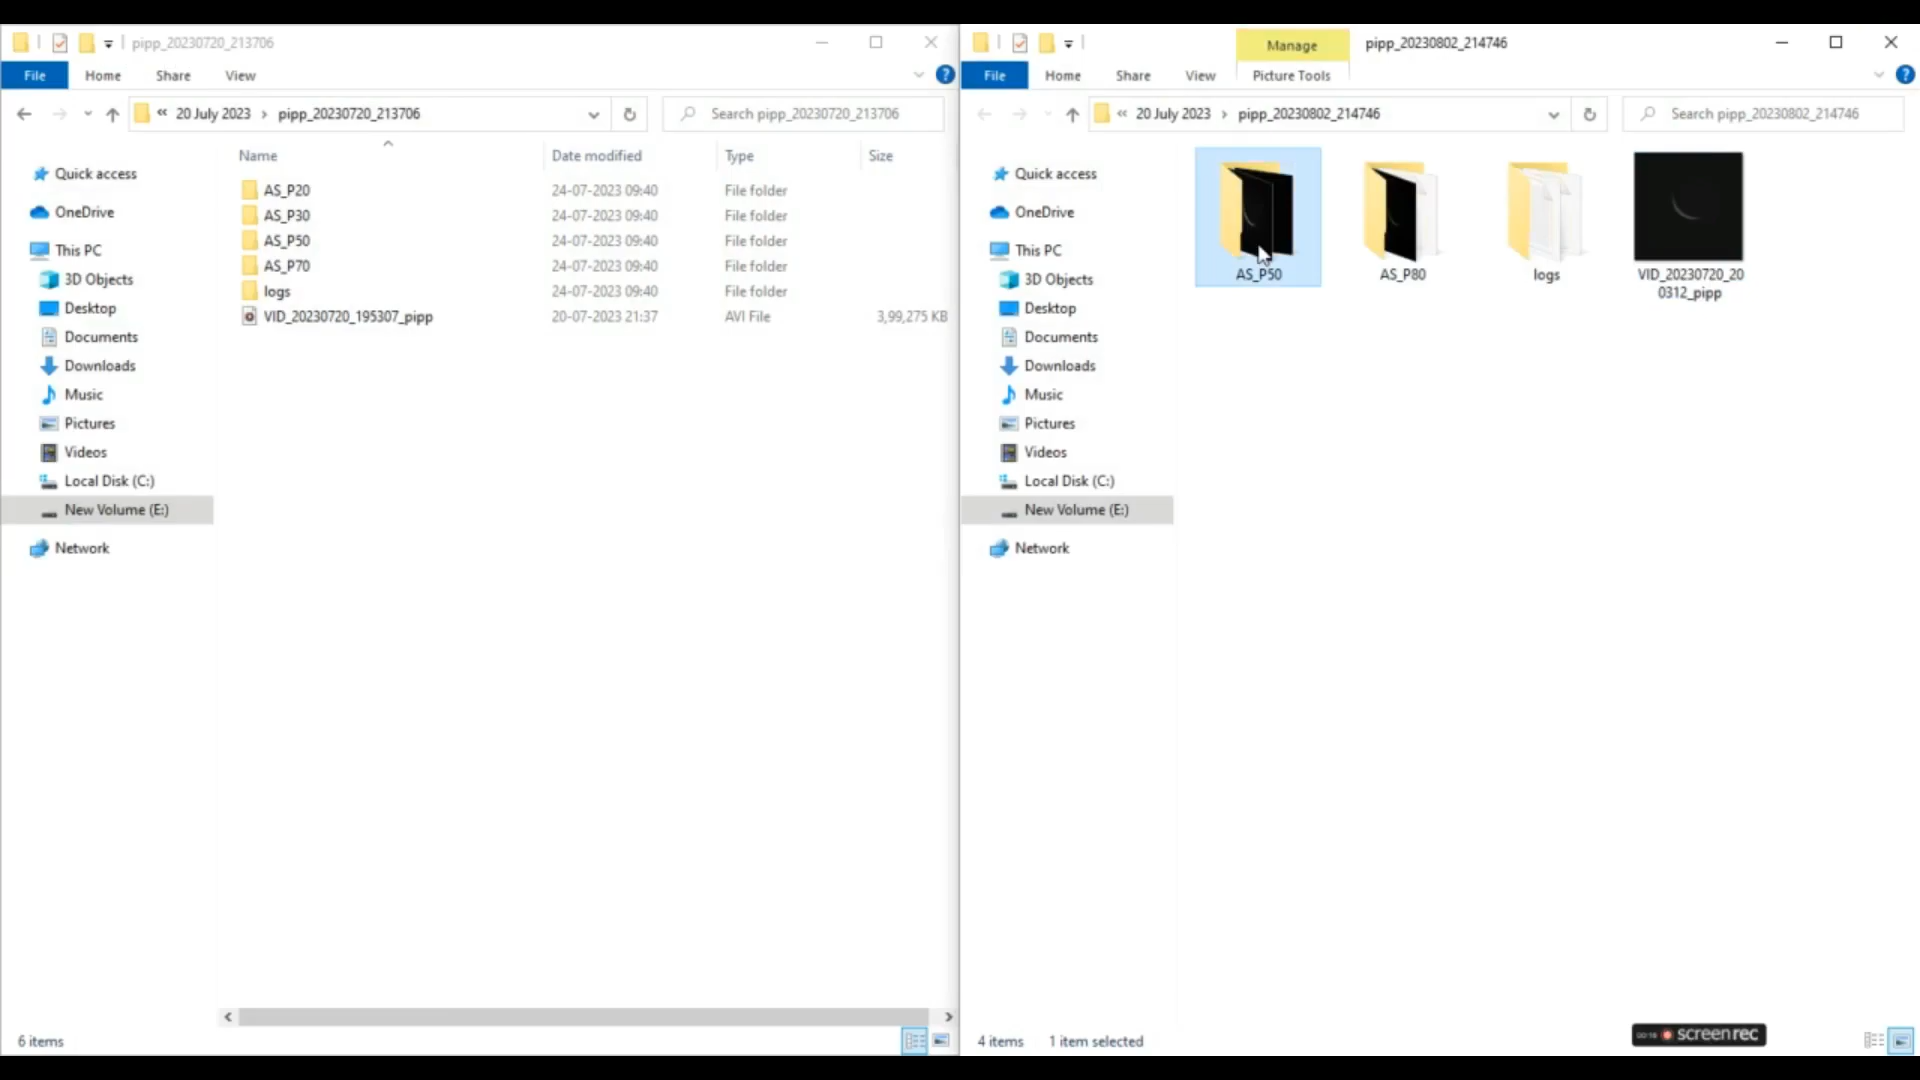 pipp_20230720_213706
File Home Share View
20 July 2023 › pipp_20230720_213706
Search pipp_20230720_213706
Name Date modified Type Size
Quick access
OneDrive
This PC
3D Objects
Desktop
Documents
Downloads
Music
Pictures
Videos
Local Disk (C:)
New Volume (E:)
Network
AS_P20 24-07-2023 09:40 File folder
AS_P30 24-07-2023 09:40 File folder
AS_P50 24-07-2023 09:40 File folder
AS_P70 24-07-2023 09:40 File folder
logs 24-07-2023 09:40 File folder
VID_20230720_195307_pipp 20-07-2023 21:37 AVI File 3,99,275 KB
6 items
Manage pipp_20230802_214746
File Home Share View Picture Tools
20 July 2023 › pipp_20230802_214746
Search pipp_20230802_214746
Quick access
OneDrive
This PC
3D Objects
Desktop
Documents
Downloads
Music
Pictures
Videos
Local Disk (C:)
New Volume (E:)
Network
AS_P50
AS_P80
logs
VID_20230720_20
0312_pipp
4 items 1 item selected
screenrec